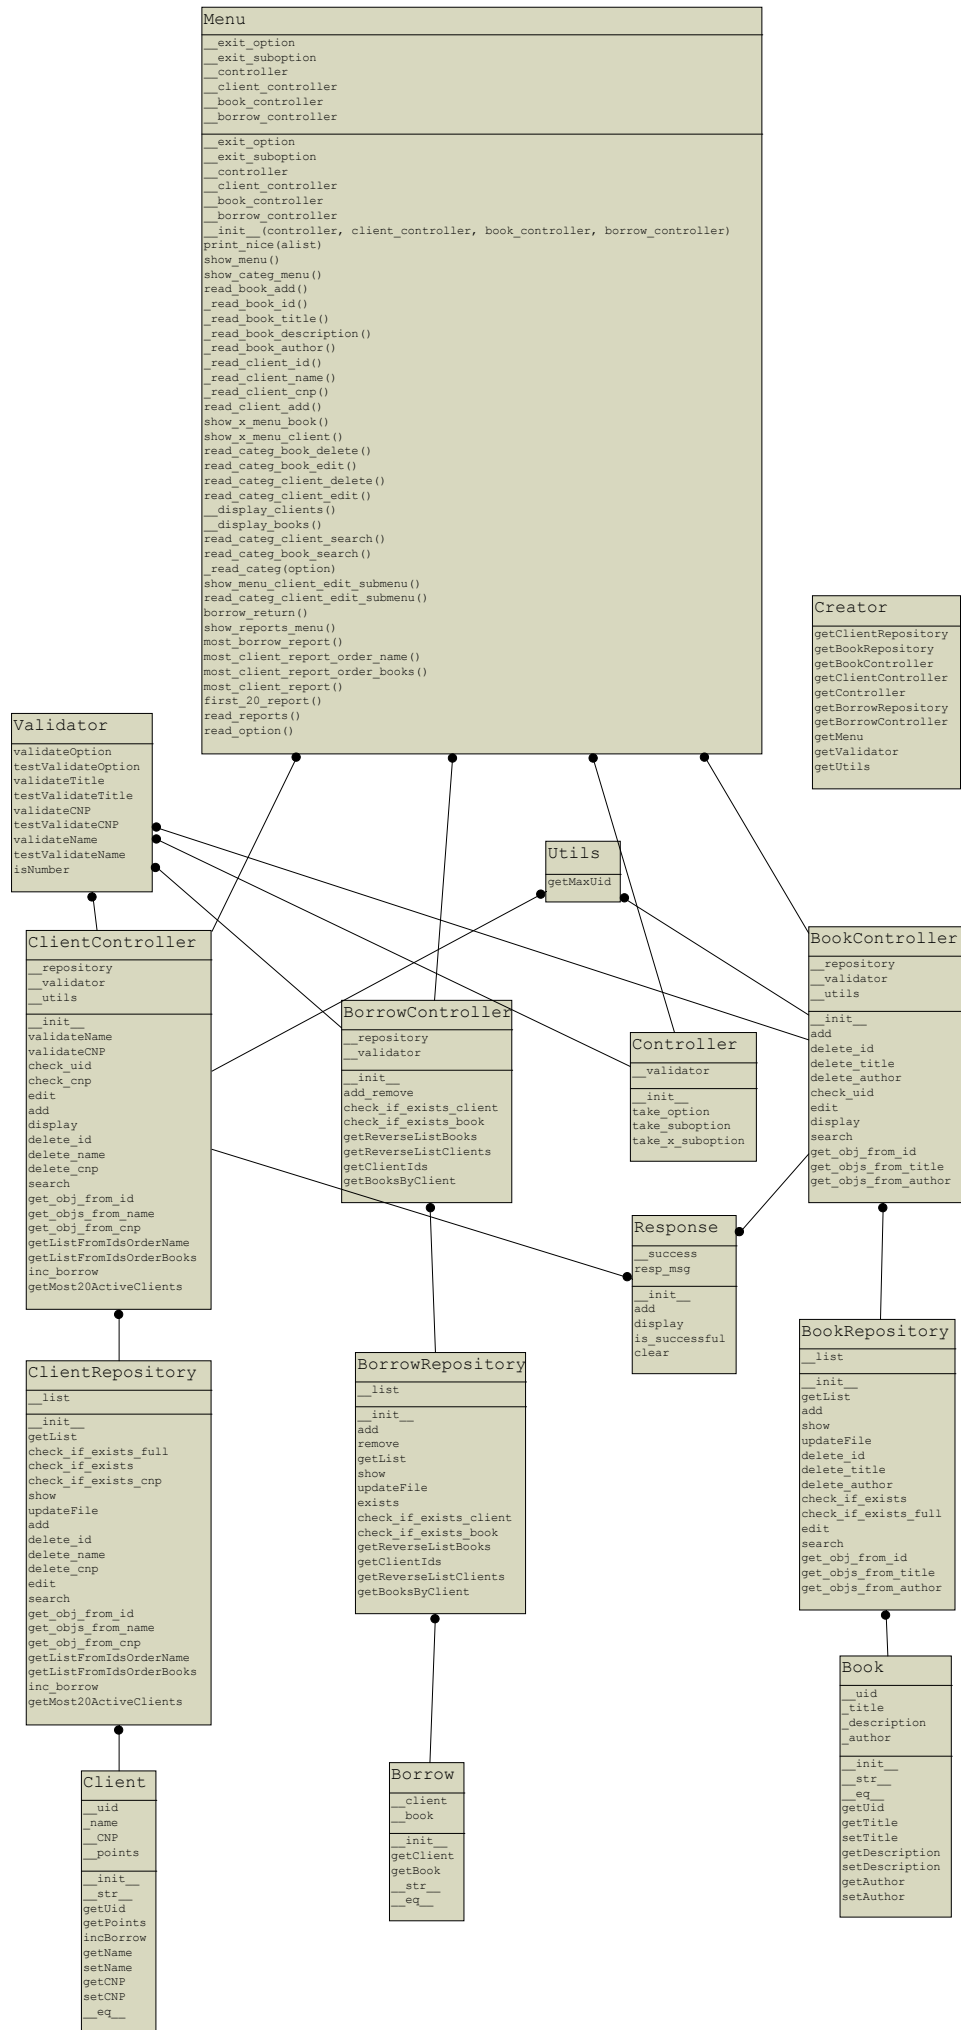 Menu
__exit_option
__exit_suboption
__controller
__client_controller
__book_controller
__borrow_controller
__exit_option
__exit_suboption
__controller
__client_controller
__book_controller
__borrow_controller
__init__(controller, client_controller, book_controller, borrow_controller)
print_nice(alist)
show_menu()
show_categ_menu()
read_book_add()
_read_book_id()
_read_book_title()
_read_book_description()
_read_book_author()
_read_client_id()
_read_client_name()
_read_client_cnp()
read_client_add()
show_x_menu_book()
show_x_menu_client()
read_categ_book_delete()
read_categ_book_edit()
read_categ_client_delete()
read_categ_client_edit()
__display_clients()
__display_books()
read_categ_client_search()
read_categ_book_search()
_read_categ(option)
show_menu_client_edit_submenu()
read_categ_client_edit_submenu()
borrow_return()
show_reports_menu()
most_borrow_report()
most_client_report_order_name()
most_client_report_order_books()
most_client_report()
first_20_report()
read_reports()
read_option()
Creator
getClientRepository
getBookRepository
getBookController
getClientController
getController
getBorrowRepository
getBorrowController
getMenu
getValidator
getUtils
Validator
validateOption
testValidateOption
validateTitle
testValidateTitle
validateCNP
testValidateCNP
validateName
testValidateName
isNumber
Utils
getMaxUid
ClientController
__repository
__validator
__utils
__init__
validateName
validateCNP
check_uid
check_cnp
edit
add
display
delete_id
delete_name
delete_cnp
search
get_obj_from_id
get_objs_from_name
get_obj_from_cnp
getListFromIdsOrderName
getListFromIdsOrderBooks
inc_borrow
getMost20ActiveClients
BorrowController
__repository
__validator
__init__
add_remove
check_if_exists_client
check_if_exists_book
getReverseListBooks
getReverseListClients
getClientIds
getBooksByClient
Controller
__validator
__init__
take_option
take_suboption
take_x_suboption
BookController
__repository
__validator
__utils
__init__
add
delete_id
delete_title
delete_author
check_uid
edit
display
search
get_obj_from_id
get_objs_from_title
get_objs_from_author
Response
__success
resp_msg
__init__
add
display
is_successful
clear
ClientRepository
__list
__init__
getList
check_if_exists_full
check_if_exists
check_if_exists_cnp
show
updateFile
add
delete_id
delete_name
delete_cnp
edit
search
get_obj_from_id
get_objs_from_name
get_obj_from_cnp
getListFromIdsOrderName
getListFromIdsOrderBooks
inc_borrow
getMost20ActiveClients
BorrowRepository
__list
__init__
add
remove
getList
show
updateFile
exists
check_if_exists_client
check_if_exists_book
getReverseListBooks
getClientIds
getReverseListClients
getBooksByClient
BookRepository
__list
__init__
getList
add
show
updateFile
delete_id
delete_title
delete_author
check_if_exists
check_if_exists_full
edit
search
get_obj_from_id
get_objs_from_title
get_objs_from_author
Client
__uid
_name
__CNP
__points
__init__
__str__
getUid
getPoints
incBorrow
getName
setName
getCNP
setCNP
__eq__
Borrow
__client
__book
__init__
getClient
getBook
__str__
__eq__
Book
__uid
_title
_description
_author
__init__
__str__
__eq__
getUid
getTitle
setTitle
getDescription
setDescription
getAuthor
setAuthor